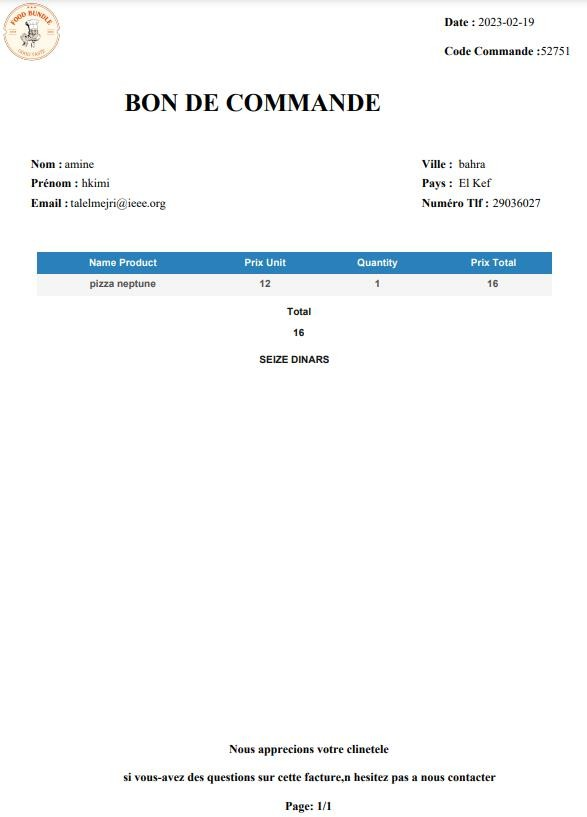 FOOD BUNDLE
GOOD TASTE
Date : 2023-02-19
Code Commande :52751
BON DE COMMANDE
Nom : amine
Ville : bahra
Prénom : hkimi
Pays : El Kef
Email : talelmejri@ieee.org
Numéro Tlf : 29036027
Name Product Prix Unit Quantity Prix Total
pizza neptune 12 1 16
Total
16
SEIZE DINARS
Nous apprecions votre clinetele
si vous-avez des questions sur cette facture,n hesitez pas a nous contacter
Page: 1/1